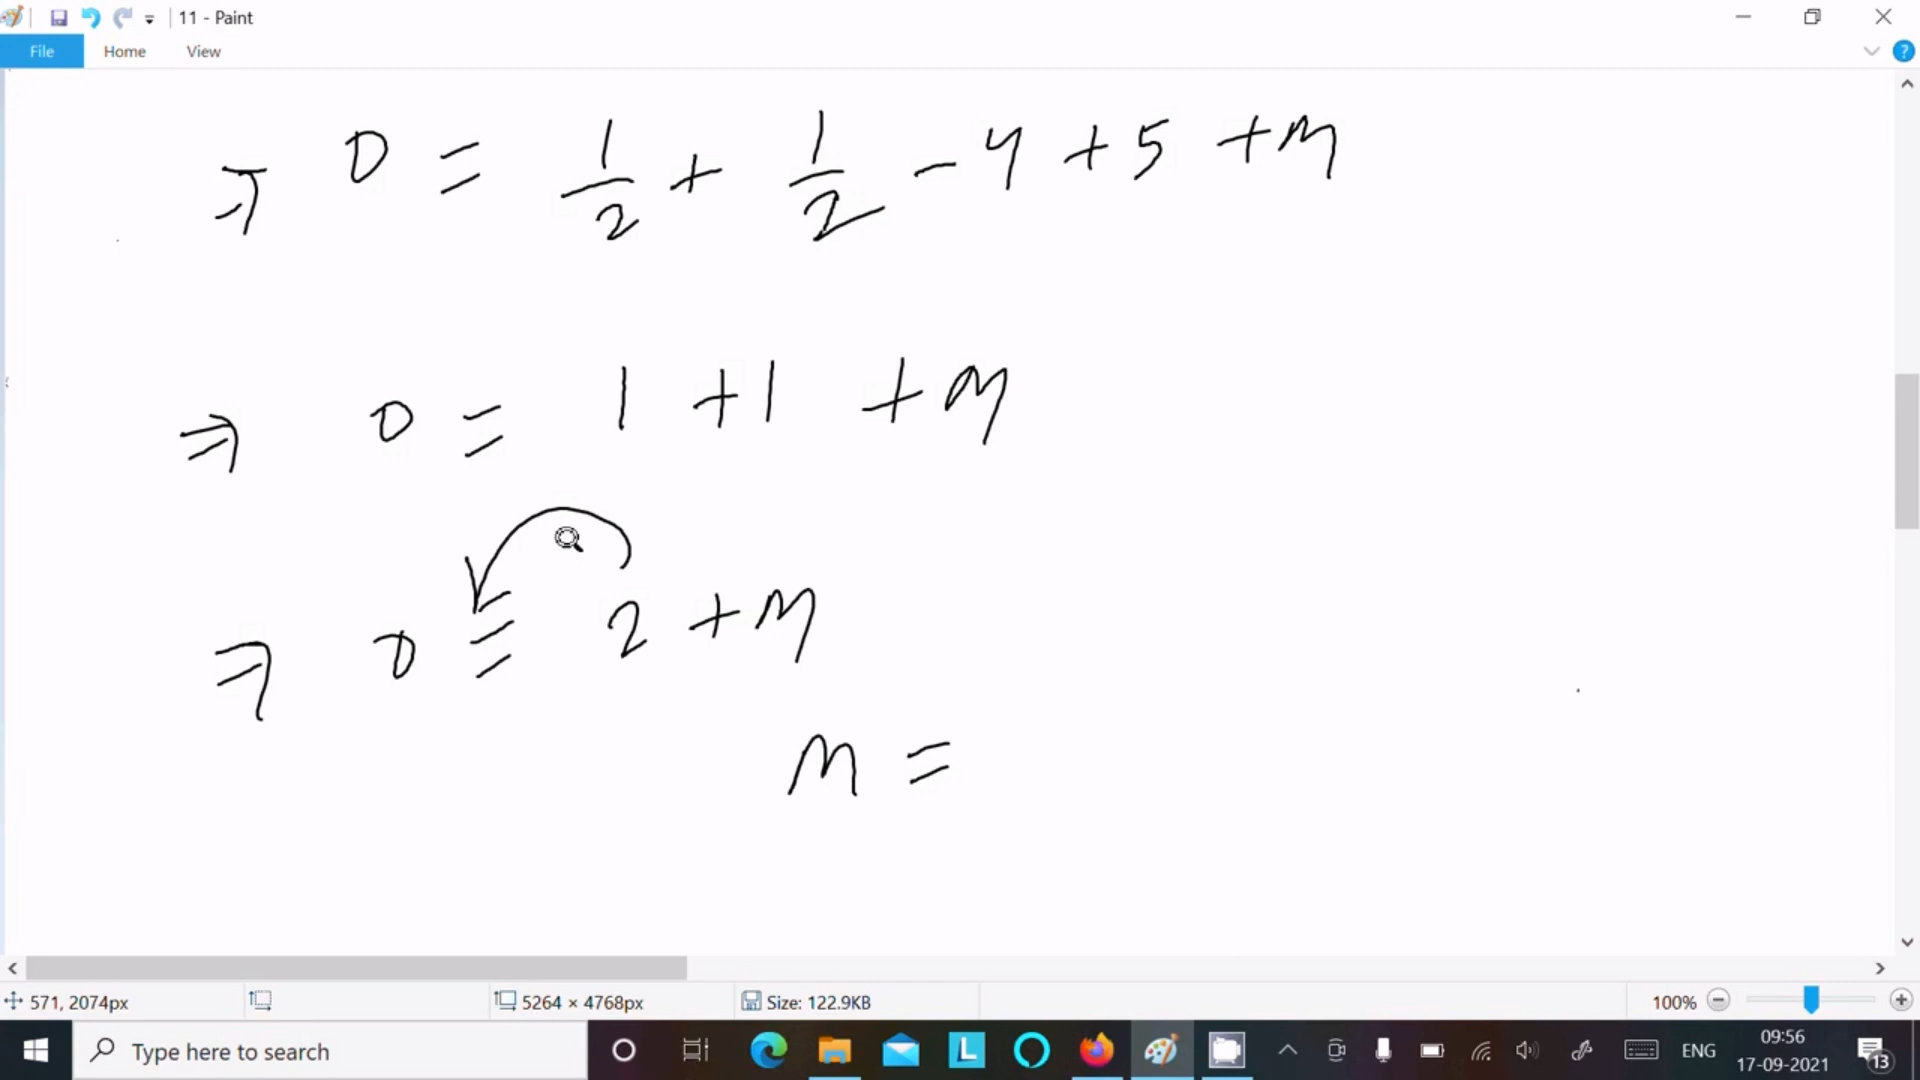 11 - Paint
File Home View
⇒ 0 = 1/2 + 1/2 - 4 + 5 + m
⇒ 0 = 1 + 1 + m
⇒ 0 = 2 + m
m =
571, 2074px 5264 × 4768px Size: 122.9KB 100%
Type here to search L ENG 09:56
17-09-2021 13